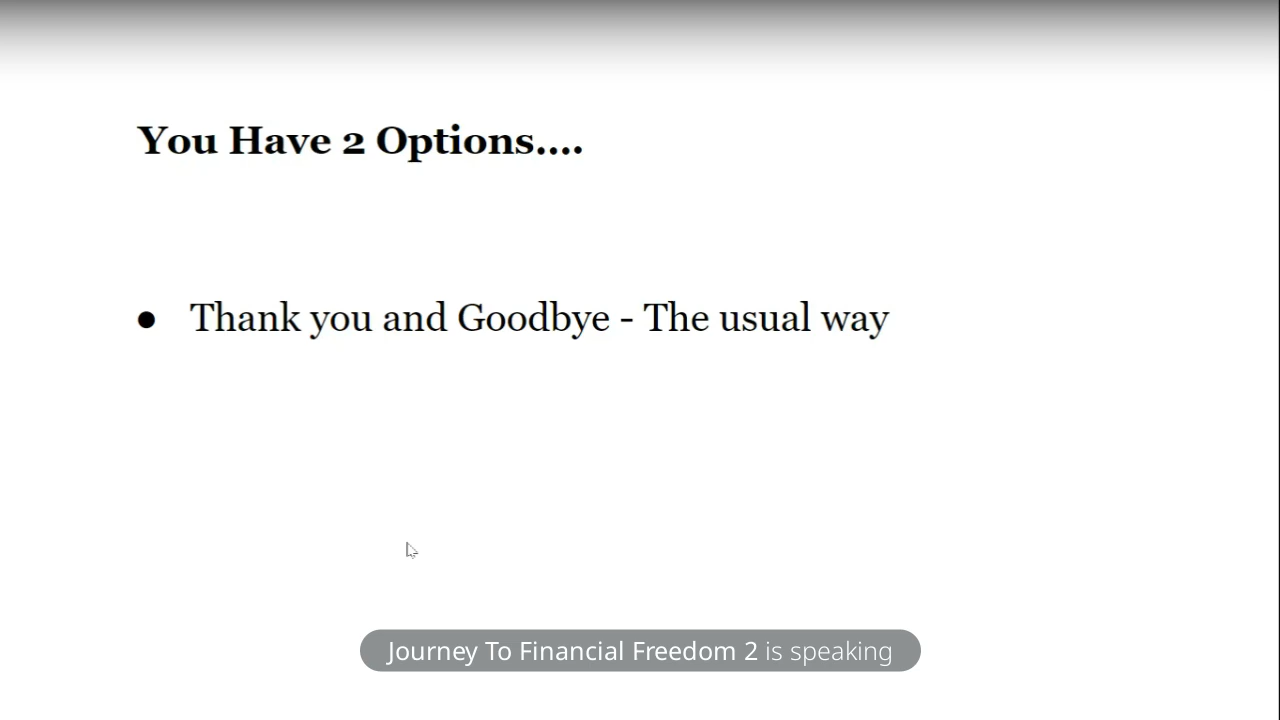 You Have 2 Options....
● Thank you and Goodbye - The usual way
Journey To Financial Freedom 2 is speaking